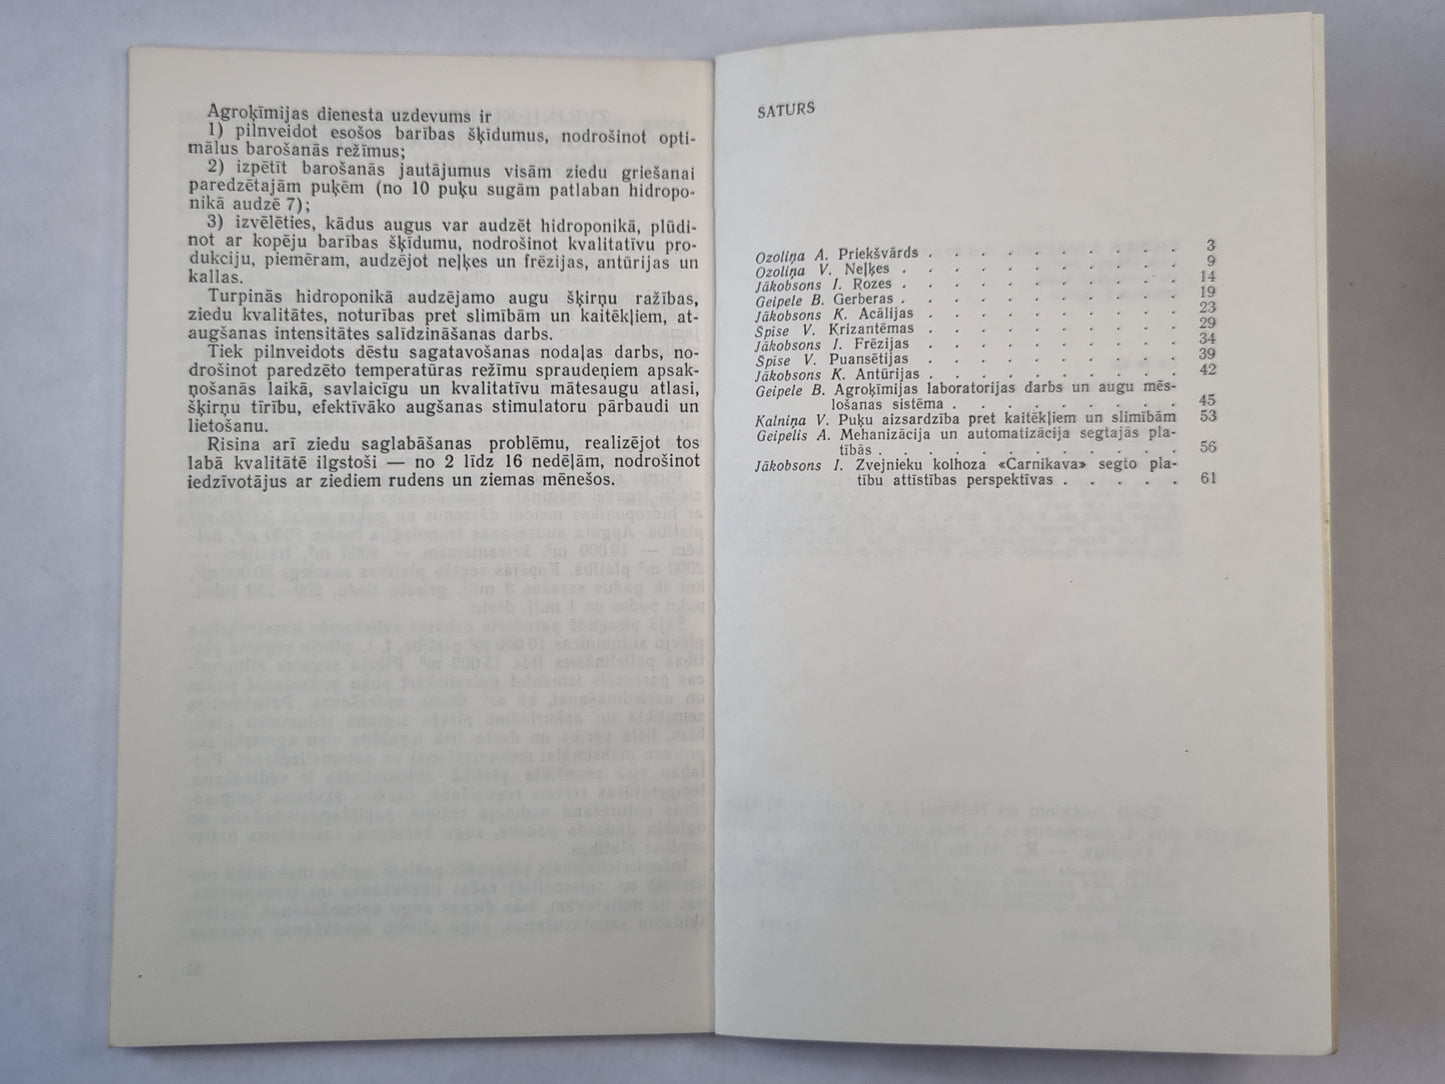 Agroķīmijas dienesta uzdevums ir
1) pilnveidot esošos barības šķīdumus, nodrošinot opti-
mālus barošanās režīmus;
2) izpētīt barošanās jautājumus visām ziedu griešanai
paredzētajām puķēm (no 10 puķu sugām patlaban hidropo-
nikā audzē 7);
3) izvēlēties, kādus augus var audzēt hidroponikā, plūdi-
not ar kopēju barības šķīdumu, nodrošinot kvalitatīvu pro-
dukciju, piemēram, audzējot neļķes un frēzijas, antūrijas un
kallas.
Turpinās hidroponikā audzējamo augu šķirņu ražības,
ziedu kvalitātes, noturības pret slimībām un kaitēkļiem, at-
augšanas intensitātes salīdzināšanas darbs.
Tiek pilnveidots dēstu sagatavošanas nodaļas darbs, no-
drošinot paredzēto temperatūras režīmu spraudeņiem apsak-
ņošanās laikā, savlaicīgu un kvalitatīvu mātesaugu atlasi,
šķirņu tīrību, efektīvāko augšanas stimulatoru pārbaudi un
lietošanu.
Risina arī ziedu saglabāšanas problēmu, realizējot tos
labā kvalitātē ilgstoši — no 2 līdz 16 nedēļām, nodrošinot
iedzīvotājus ar ziediem rudens un ziemas mēnešos.
SATURS
Ozoliņa A. Priekšvārds . . . . . . . . . . 3
Ozoliņa V. Neļķes . . . . . . . . . . . 9
Jākobsons I. Rozes . . . . . . . . . . . 14
Geipele B. Gerberas . . . . . . . . . . . 19
Jākobsons K. Acālijas . . . . . . . . . . 23
Spise V. Krizantēmas . . . . . . . . . . 29
Jākobsons I. Frēzijas . . . . . . . . . . 34
Spise V. Puansētijas . . . . . . . . . . 39
Jākobsons K. Antūrijas . . . . . . . . . . 42
Geipele B. Agroķīmijas laboratorijas darbs un augu mēs-
lošanas sistēma . . . . . . . . . 45
Kalniņa V. Puķu aizsardzība pret kaitēkļiem un slimībām 53
Geipelis A. Mehanizācija un automatizācija segtajās pla-
tībās . . . . . . . . . . . . 56
Jākobsons I. Zvejnieku kolhoza «Carnikava» segto pla-
tību attīstības perspektīvas . . . . . 61